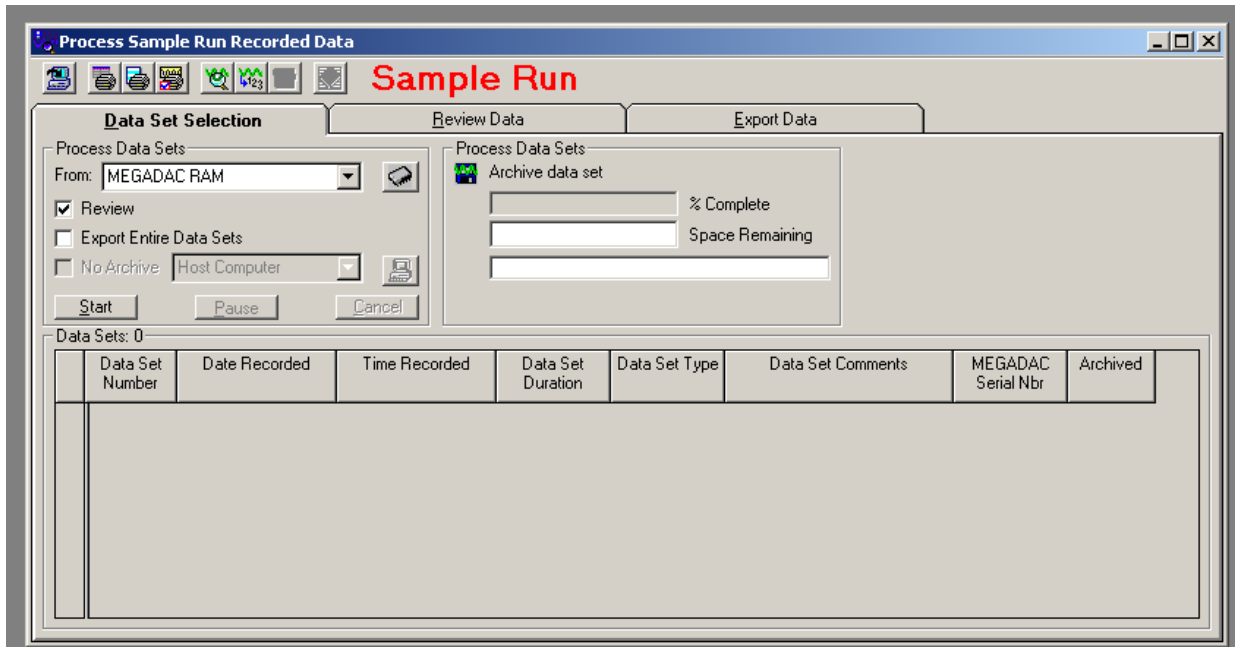 Process Sample Run Recorded Data
Sample Run
Data Set Selection
Review Data
Export Data
Process Data Sets
From: MEGADAC RAM
Review
Export Entire Data Sets
No Archive Host Computer
Start Pause Cancel
Process Data Sets
Archive data set
% Complete
Space Remaining
Data Sets: 0
Data Set Number
Date Recorded
Time Recorded
Data Set Duration
Data Set Type
Data Set Comments
MEGADAC Serial Nbr
Archived